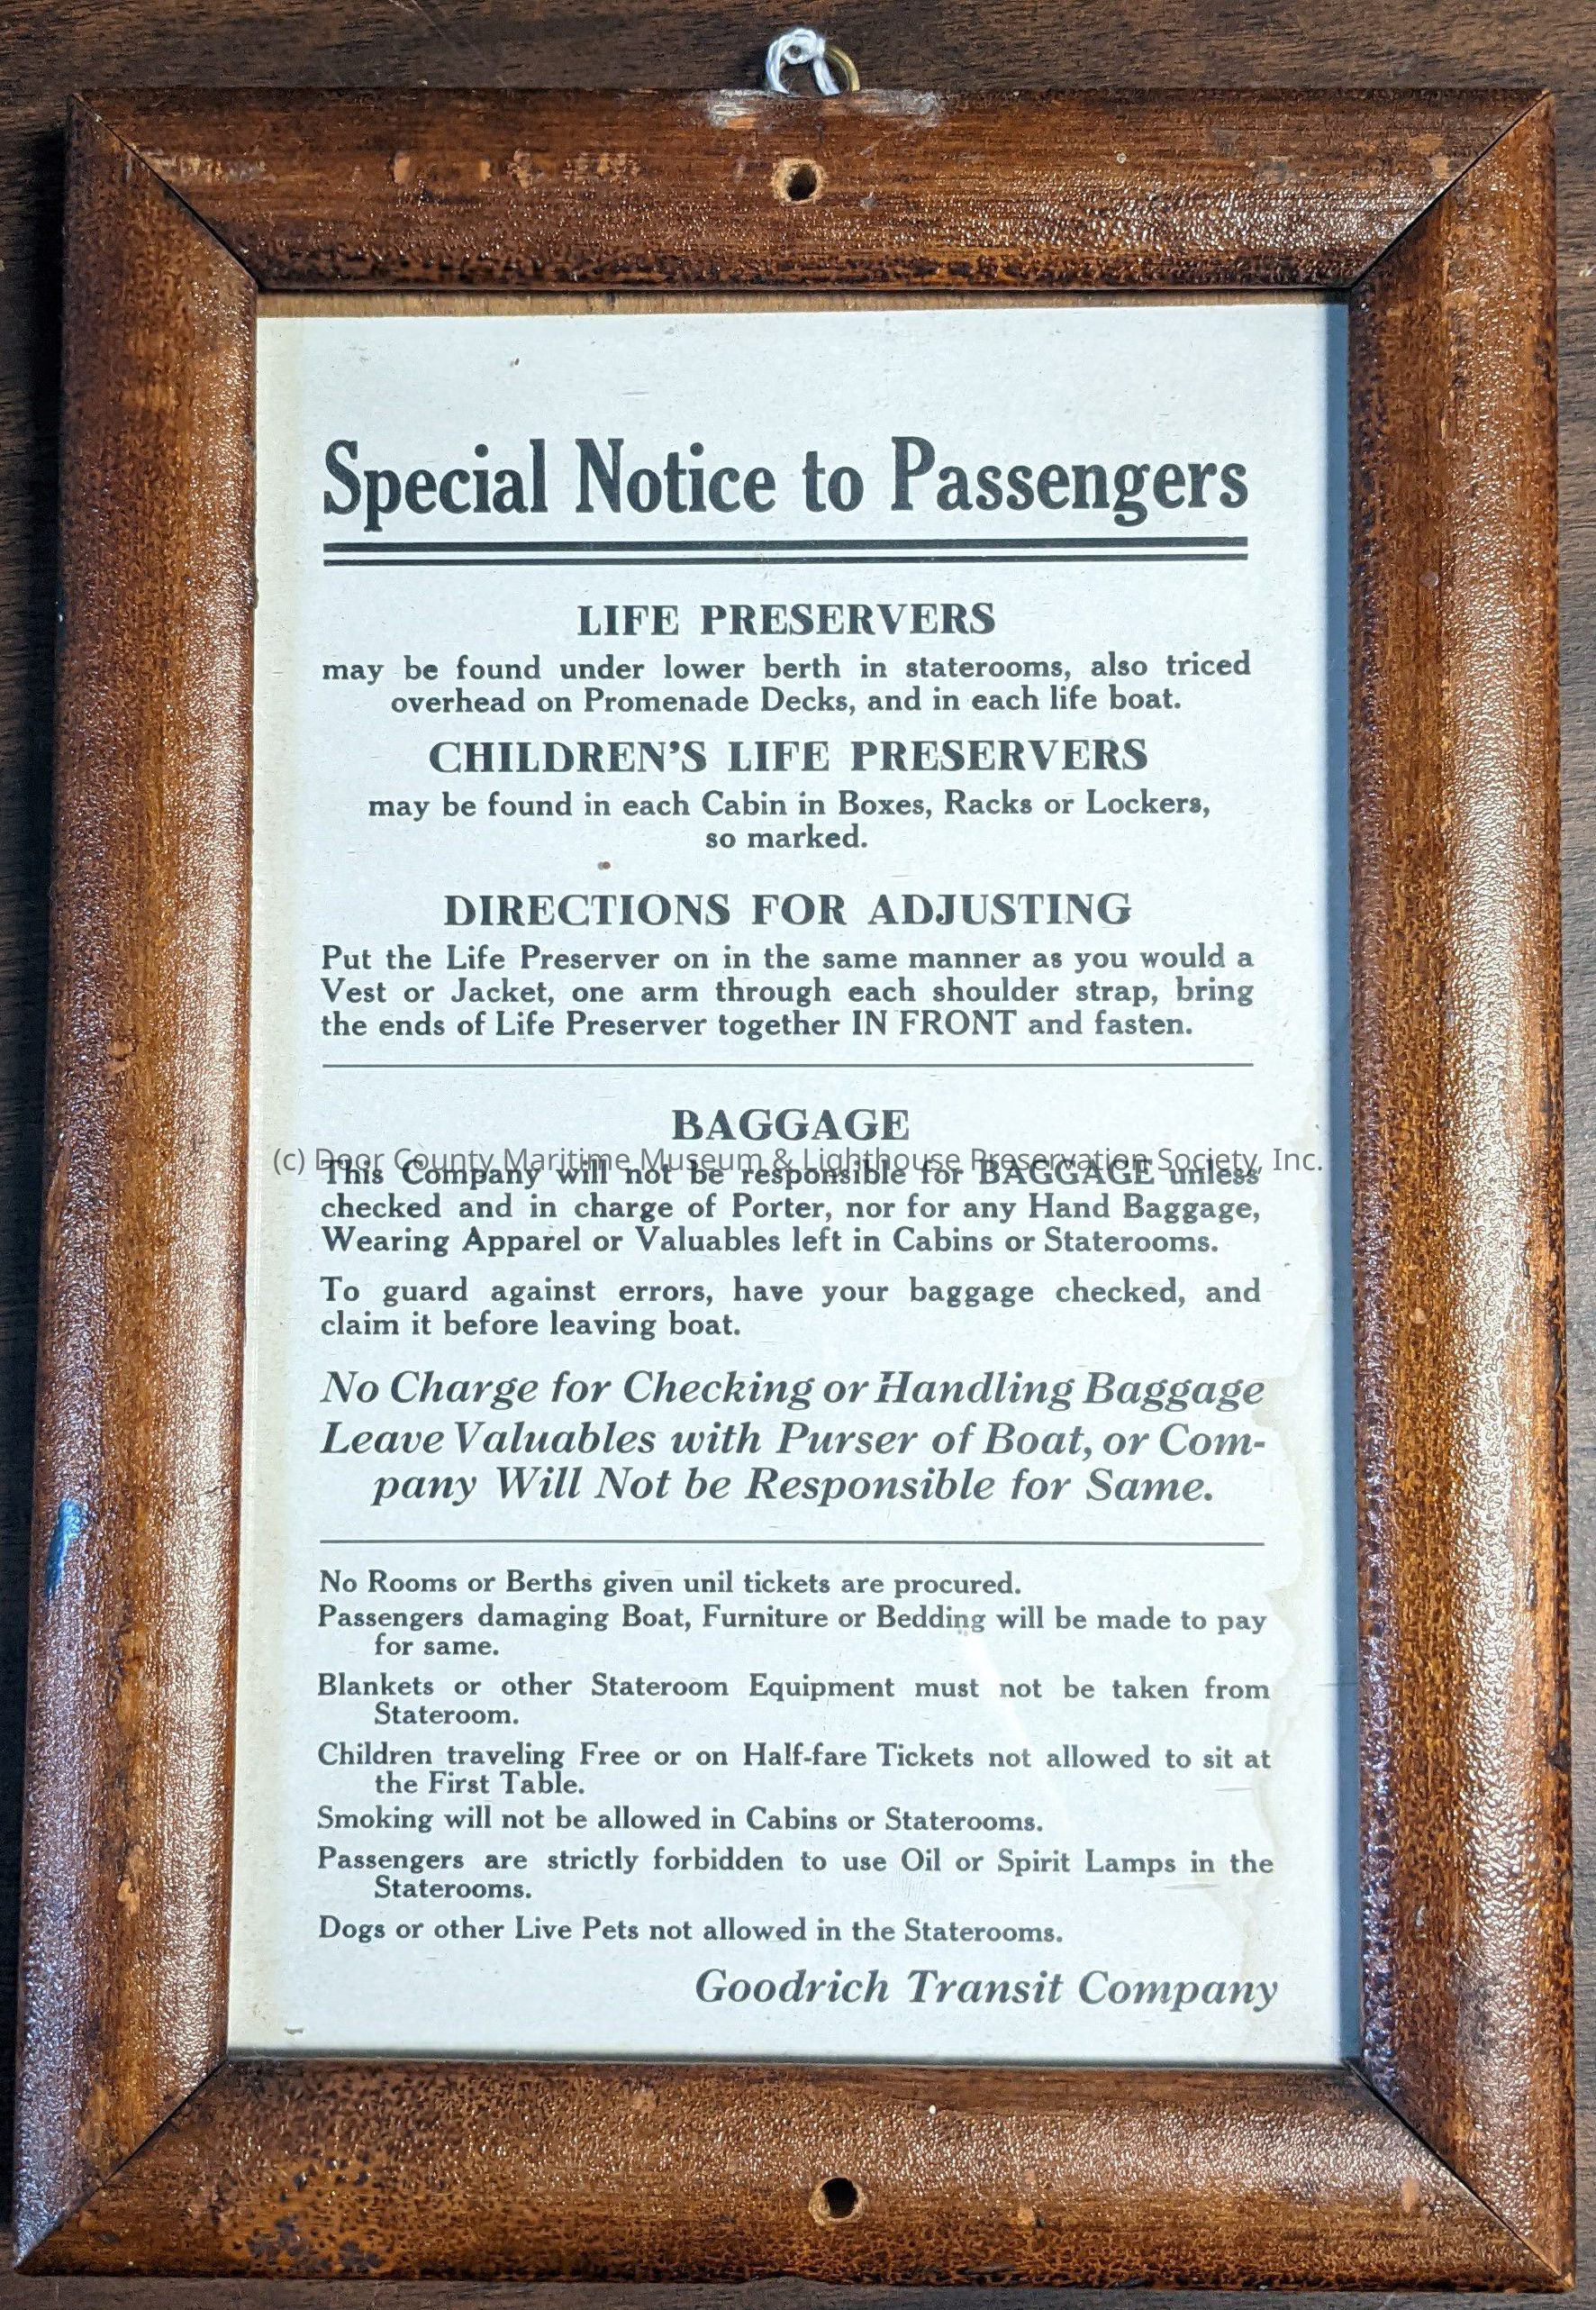 Special Notice to Passengers
LIFE PRESERVERS
may be found under lower berth in staterooms, also triced
overhead on Promenade Decks, and in each life boat.
CHILDREN'S LIFE PRESERVERS
may be found in each Cabin in Boxes, Racks or Lockers,
so marked.
DIRECTIONS FOR ADJUSTING
Put the Life Preserver on in the same manner as you would a
Vest or Jacket, one arm through each shoulder strap, bring
the ends of Life Preserver together IN FRONT and fasten.
BAGGAGE
(c) Door County Maritime Museum & Lighthouse Preservation Society, Inc.
This Company will not be responsible for BAGGAGE unless
checked and in charge of Porter, nor for any Hand Baggage,
Wearing Apparel or Valuables left in Cabins or Staterooms.
To guard against errors, have your baggage checked, and
claim it before leaving boat.
No Charge for Checking or Handling Baggage
Leave Valuables with Purser of Boat, or Com-
pany Will Not be Responsible for Same.
No Rooms or Berths given unil tickets are procured.
Passengers damaging Boat, Furniture or Bedding will be made to pay
for same.
Blankets or other Stateroom Equipment must not be taken from
Stateroom.
Children traveling Free or on Half-fare Tickets not allowed to sit at
the First Table.
Smoking will not be allowed in Cabins or Staterooms.
Passengers are strictly forbidden to use Oil or Spirit Lamps in the
Staterooms.
Dogs or other Live Pets not allowed in the Staterooms.
Goodrich Transit Company